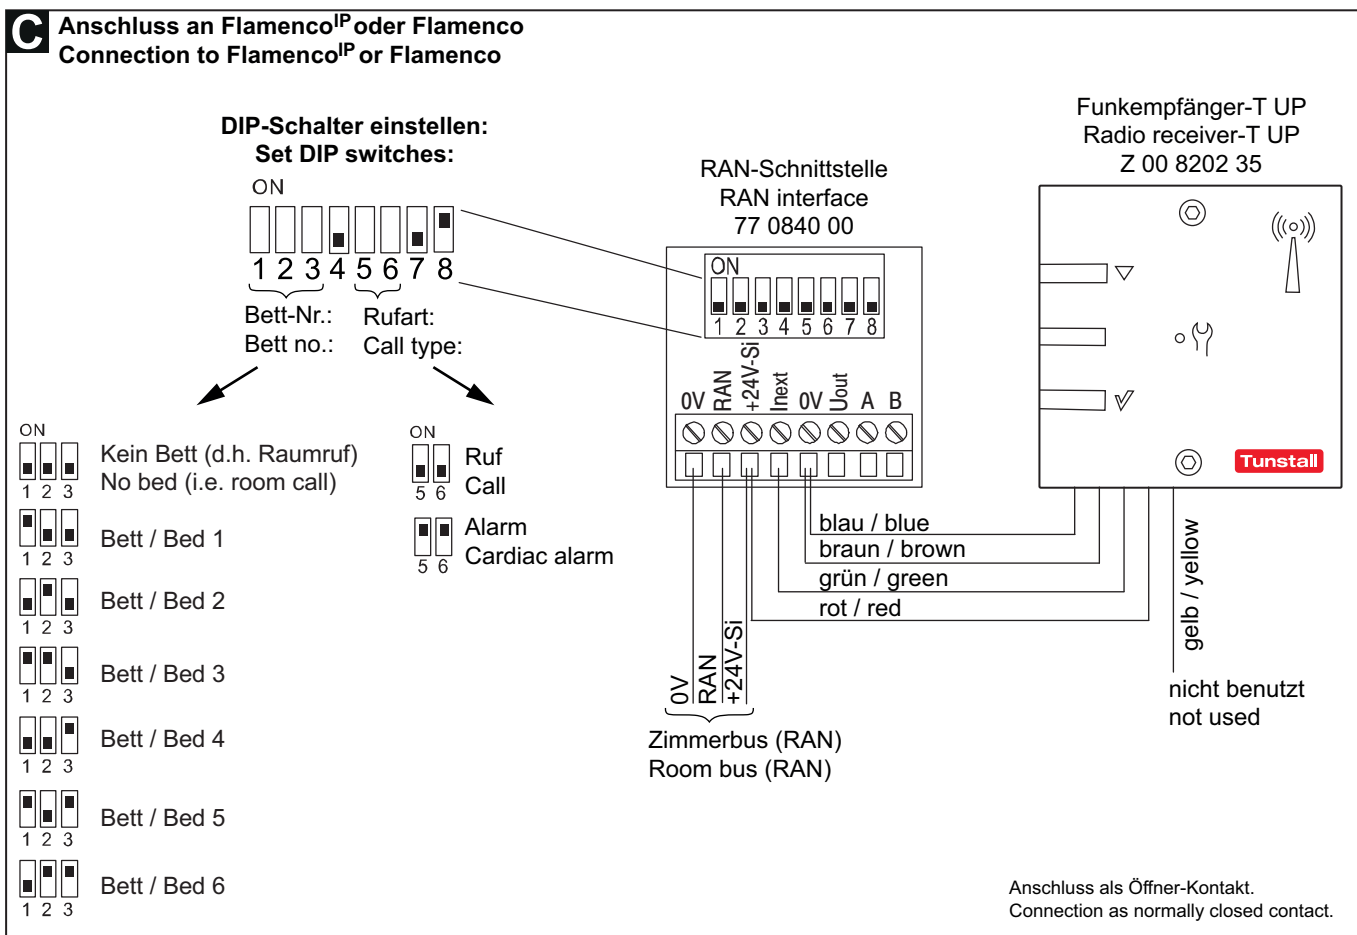 C
Anschluss an FlamencoIP oder Flamenco
Connection to FlamencoIP or Flamenco
DIP-Schalter einstellen:
Set DIP switches:
ON
1 2 3 4 5 6 7 8
Bett-Nr.:
Bett no.:
Rufart:
Call type:
ON
1 2 3
Kein Bett (d.h. Raumruf)
No bed (i.e. room call)
1 2 3
Bett / Bed 1
1 2 3
Bett / Bed 2
1 2 3
Bett / Bed 3
1 2 3
Bett / Bed 4
1 2 3
Bett / Bed 5
1 2 3
Bett / Bed 6
ON
5 6
Ruf
Call
5 6
Alarm
Cardiac alarm
RAN-Schnittstelle
RAN interface
77 0840 00
ON
1 2 3 4 5 6 7 8
0V RAN +24V-Si Inext 0V Uout A B
Funkempfänger-T UP
Radio receiver-T UP
Z 00 8202 35
Tunstall
blau / blue
braun / brown
grün / green
rot / red
gelb / yellow
nicht benutzt
not used
0V
RAN
+24V-Si
Zimmerbus (RAN)
Room bus (RAN)
Anschluss als Öffner-Kontakt.
Connection as normally closed contact.